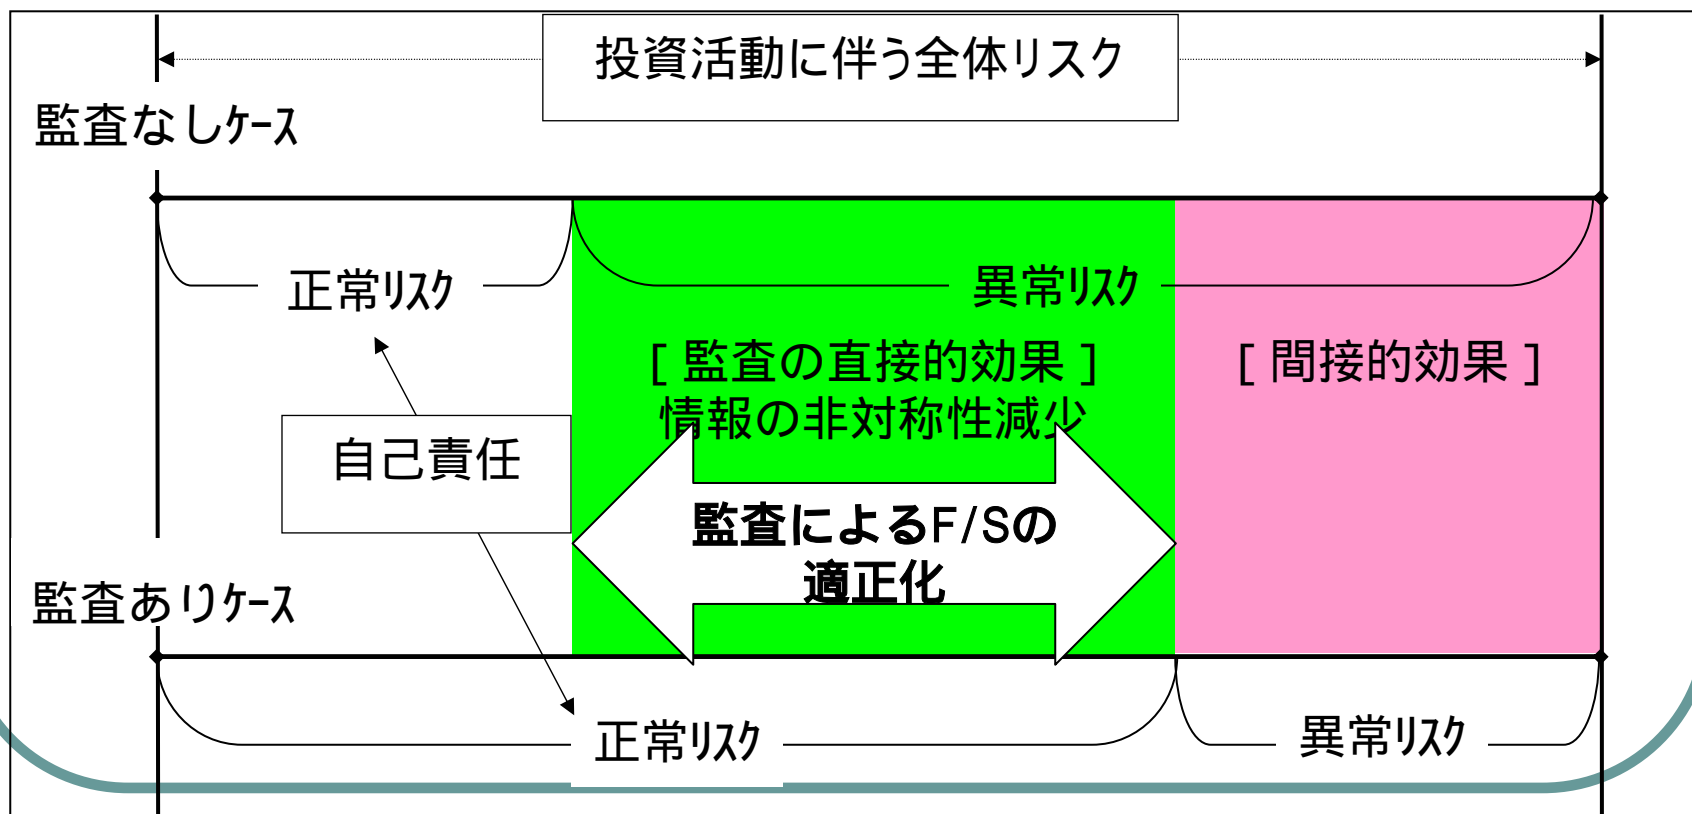 投資活動に伴う全体リスク
監査なしｹｰｽ
正常ﾘｽｸ
異常ﾘｽｸ
[ 監査の直接的効果 ]
情報の非対称性減少
[ 間接的効果 ]
自己責任
監査によるF/Sの
適正化
監査ありｹｰｽ
正常ﾘｽｸ
異常ﾘｽｸ